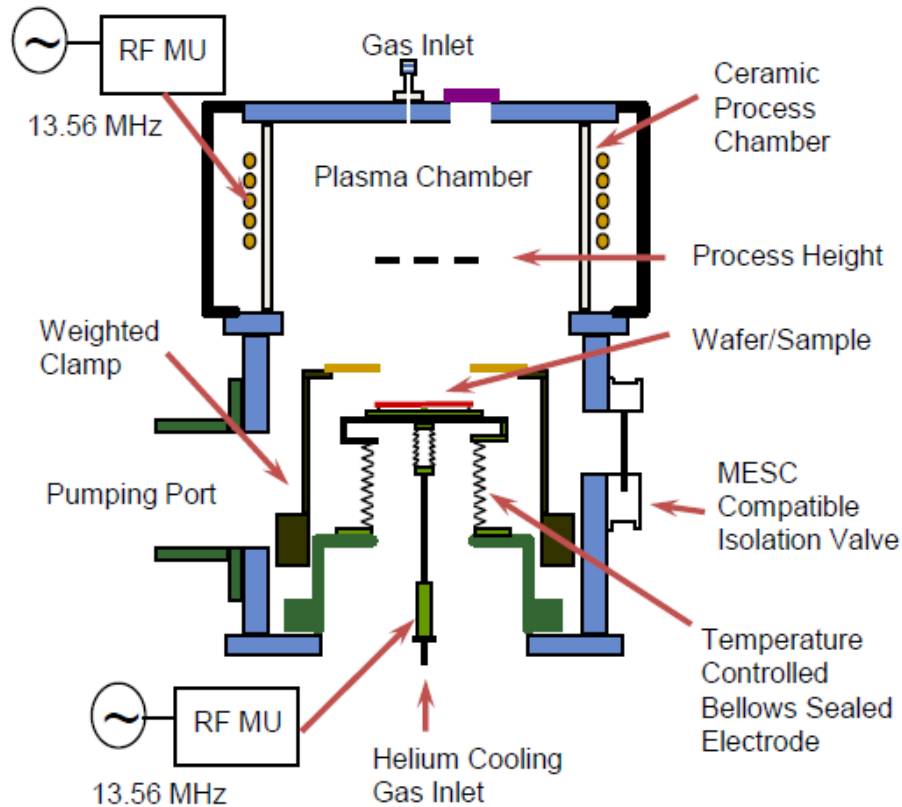 RF MU
13.56 MHz
Gas Inlet
Ceramic
Process
Chamber
Plasma Chamber
Process Height
Weighted
Clamp
Wafer/Sample
Pumping Port
MESC
Compatible
Isolation Valve
Temperature
Controlled
Bellows Sealed
Electrode
RF MU
13.56 MHz
Helium Cooling
Gas Inlet